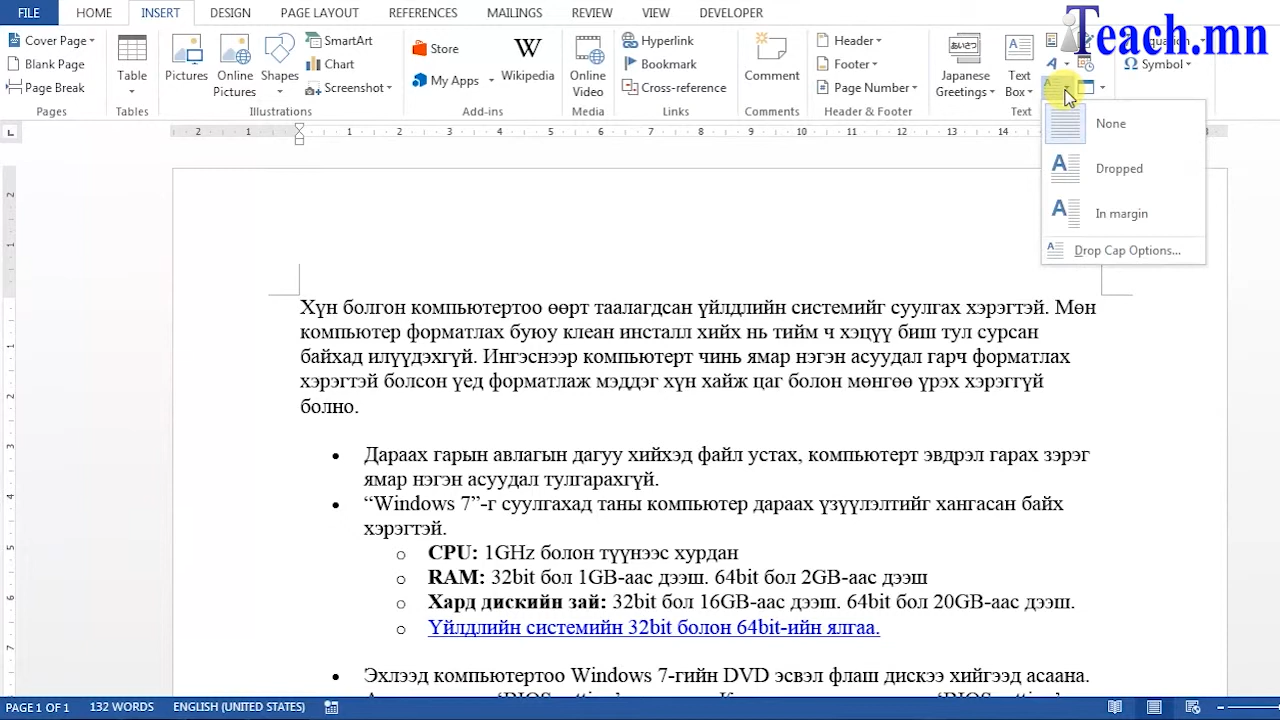 FILE HOME INSERT DESIGN PAGE LAYOUT REFERENCES MAILINGS REVIEW VIEW DEVELOPER
Teach.mn
Cover Page
Blank Page
Page Break
Pages
Table
Tables
Pictures
Online Pictures
Shapes
SmartArt
Chart
Screenshot
Illustrations
Store
My Apps
Wikipedia
Add-ins
Online Video
Media
Hyperlink
Bookmark
Cross-reference
Links
Comment
Comments
Header
Footer
Page Number
Header & Footer
Japanese Greetings
Text Box
Text
Symbol
None
Dropped
In margin
Drop Cap Options...
Хүн болгон компьютертоо өөрт таалагдсан үйлдлийн системийг суулгах хэрэгтэй. Мөн
компьютер форматлах буюу клеан инсталл хийх нь тийм ч хэцүү биш тул сурсан
байхад илүүдэхгүй. Ингэснээр компьютерт чинь ямар нэгэн асуудал гарч форматлах
хэрэгтэй болсон үед форматлаж мэддэг хүн хайж цаг болон мөнгөө үрэх хэрэггүй
болно.
• Дараах гарын авлагын дагуу хийхэд файл устах, компьютерт эвдрэл гарах зэрэг
ямар нэгэн асуудал тулгарахгүй.
• “Windows 7”-г суулгахад таны компьютер дараах үзүүлэлтийг хангасан байх
хэрэгтэй.
o CPU: 1GHz болон түүнээс хурдан
o RAM: 32bit бол 1GB-аас дээш. 64bit бол 2GB-аас дээш
o Хард дискийн зай: 32bit бол 16GB-аас дээш. 64bit бол 20GB-аас дээш.
o Үйлдлийн системийн 32bit болон 64bit-ийн ялгаа.
• Эхлээд компьютертоо Windows 7-гийн DVD эсвэл флаш дискээ хийгээд асаана.
PAGE 1 OF 1 132 WORDS ENGLISH (UNITED STATES)